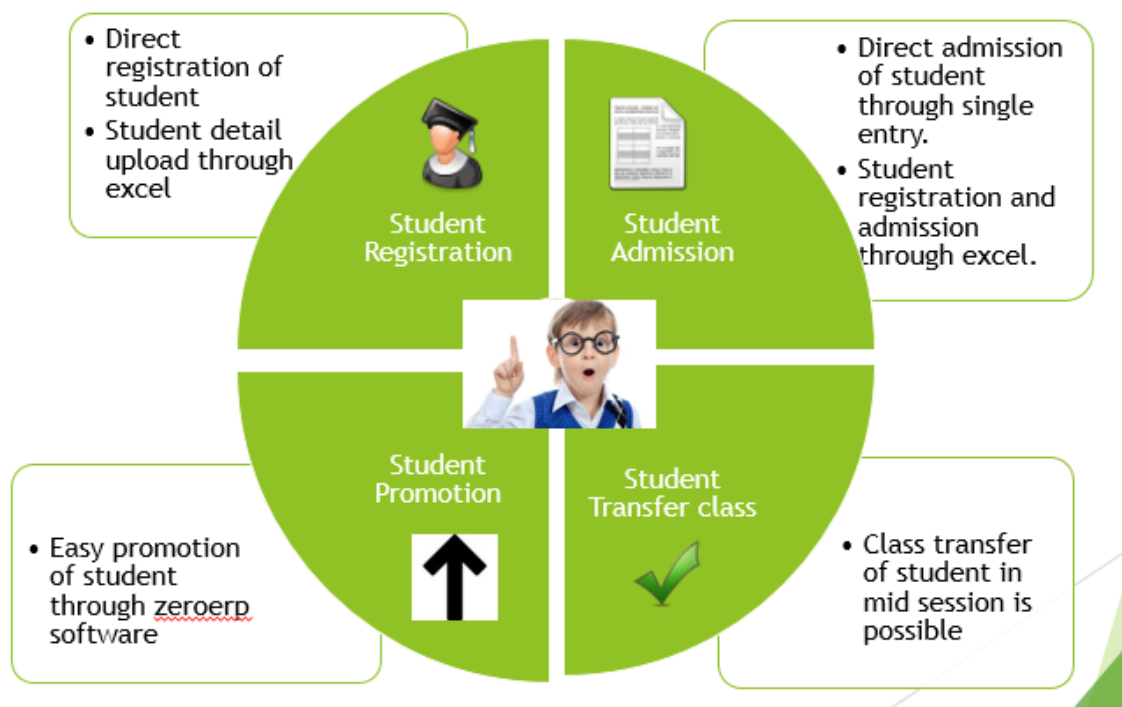 • Direct
registration of
student
• Student detail
upload through
excel
Student
Registration
Student
Admission
• Direct admission
of student
through single
entry.
• Student
registration and
admission
through excel.
Student
Promotion
• Easy promotion
of student
through zeroerp
software
Student
Transfer class
• Class transfer
of student in
mid session is
possible